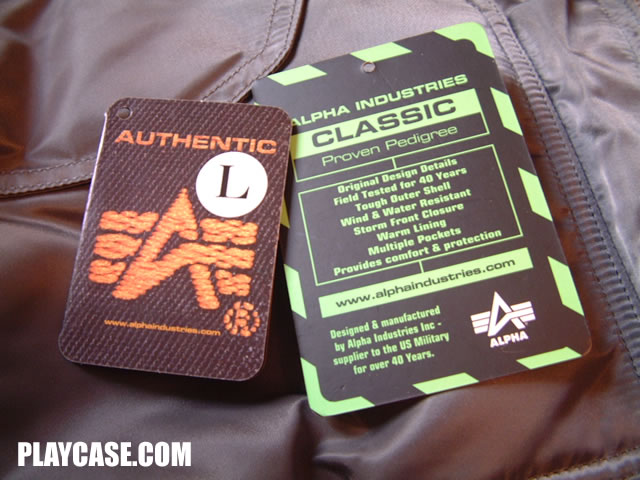 AUTHENTIC
L
www.alphaindustries.com
®
ALPHA INDUSTRIES
CLASSIC
Proven Pedigree
Original Design Details
Field Tested for 40 Years
Tough Outer Shell
Wind & Water Resistant
Storm Front Closure
Warm Lining
Multiple Pockets
Provides comfort & protection
www.alphaindustries.com
Designed & manufactured
by Alpha Industries Inc -
supplier to the US Military
for over 40 Years.
ALPHA
PLAYCASE.COM